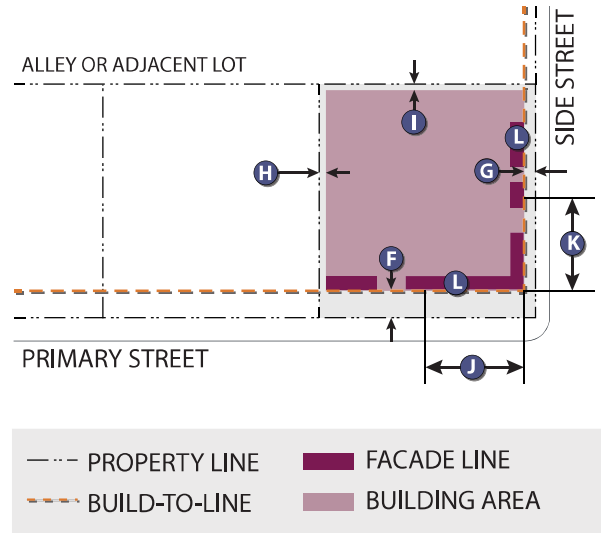 ALLEY OR ADJACENT LOT
SIDE STREET
I
L
H
G
K
F
L
PRIMARY STREET
J
PROPERTY LINE
FACADE LINE
BUILD-TO-LINE
BUILDING AREA